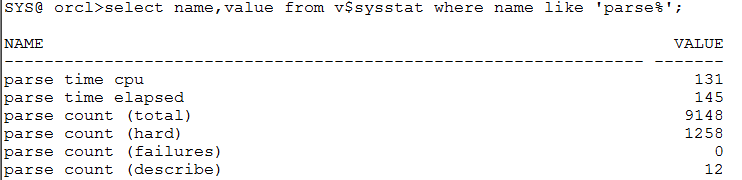 SYS@ orcl>select name,value from v$sysstat where name like 'parse%';
NAME VALUE
---------------------------------------------------------------- -------
parse time cpu 131
parse time elapsed 145
parse count (total) 9148
parse count (hard) 1258
parse count (failures) 0
parse count (describe) 12